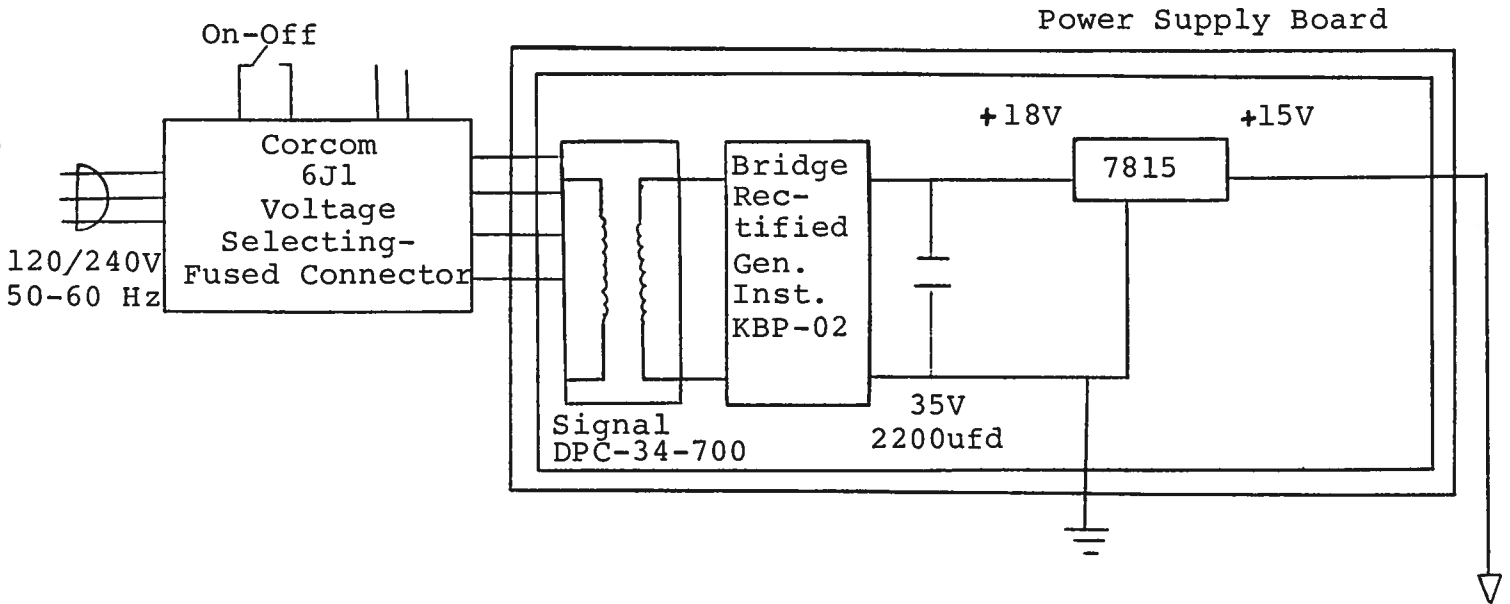 Power Supply Board
On-Off
Corcom
6J1
Voltage
Selecting-
Fused Connector
120/240V
50-60 Hz
Bridge
Rec-
tified
Gen.
Inst.
KBP-02
+18V
7815
+15V
Signal
DPC-34-700
35V
2200ufd